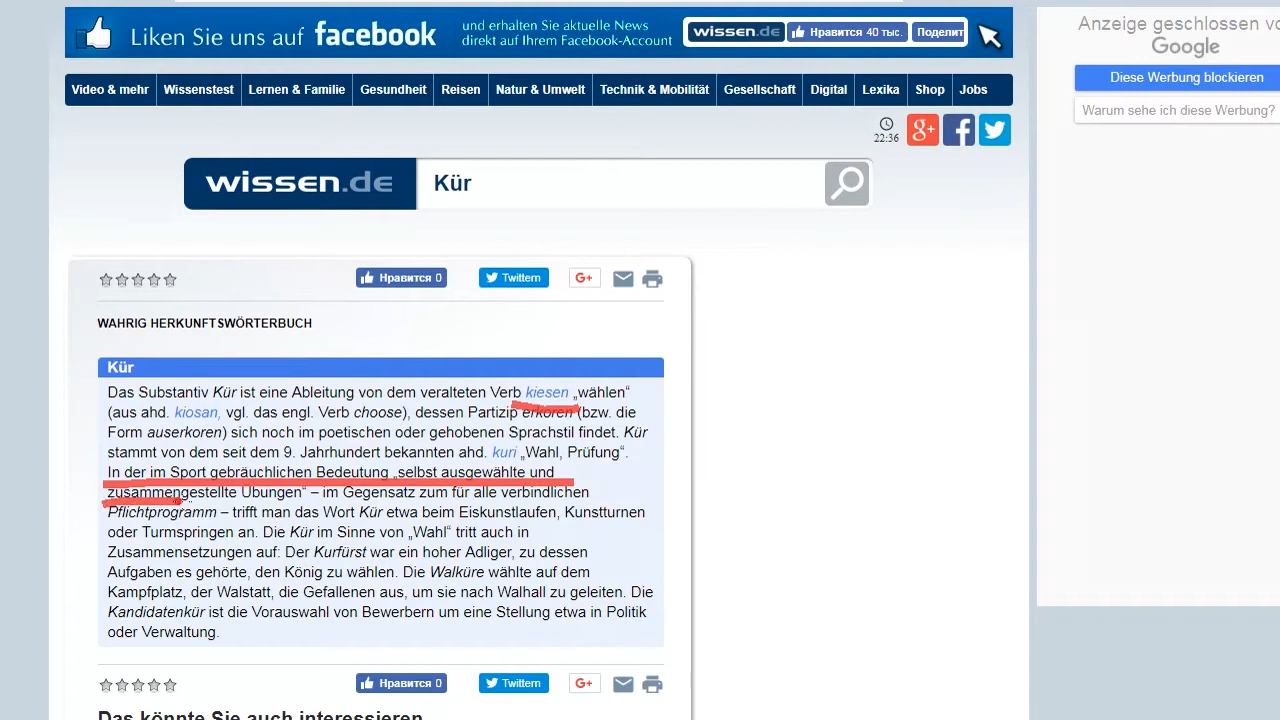 Liken Sie uns auf facebook
und erhalten Sie aktuelle News
direkt auf Ihrem Facebook-Account
wissen.de Нравится 40 тыс. Поделит
Anzeige geschlossen vo
Google
Diese Werbung blockieren
Warum sehe ich diese Werbung?
Video & mehr Wissenstest Lernen & Familie Gesundheit Reisen Natur & Umwelt Technik & Mobilität Gesellschaft Digital Lexika Shop Jobs
22:36
g+
wissen.de Kür
Нравится 0 Twittern G+
WAHRIG HERKUNFTSWÖRTERBUCH
Kür
Das Substantiv Kür ist eine Ableitung von dem veralteten Verb kiesen „wählen“
(aus ahd. kiosan, vgl. das engl. Verb choose), dessen Partizip erkoren (bzw. die
Form auserkoren) sich noch im poetischen oder gehobenen Sprachstil findet. Kür
stammt von dem seit dem 9. Jahrhundert bekannten ahd. kuri „Wahl, Prüfung“.
In der im Sport gebräuchlichen Bedeutung „selbst ausgewählte und
zusammengestellte Übungen“ – im Gegensatz zum für alle verbindlichen
Pflichtprogramm – trifft man das Wort Kür etwa beim Eiskunstlaufen, Kunstturnen
oder Turmspringen an. Die Kür im Sinne von „Wahl“ tritt auch in
Zusammensetzungen auf: Der Kurfürst war ein hoher Adliger, zu dessen
Aufgaben es gehörte, den König zu wählen. Die Walküre wählte auf dem
Kampfplatz, der Walstatt, die Gefallenen aus, um sie nach Walhall zu geleiten. Die
Kandidatenkür ist die Vorauswahl von Bewerbern um eine Stellung etwa in Politik
oder Verwaltung.
Нравится 0 Twittern G+
Das könnte Sie auch interessieren